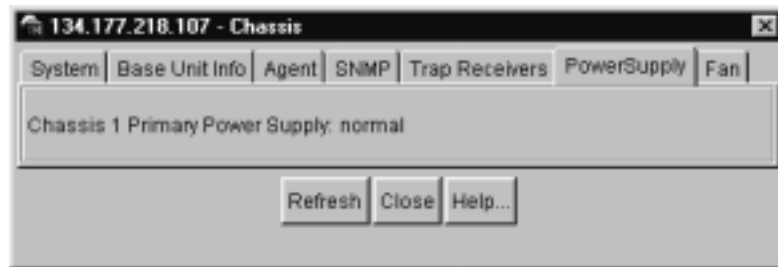 134.177.218.107 - Chassis
System Base Unit Info Agent SNMP Trap Receivers PowerSupply Fan
Chassis 1 Primary Power Supply: normal
Refresh Close Help...